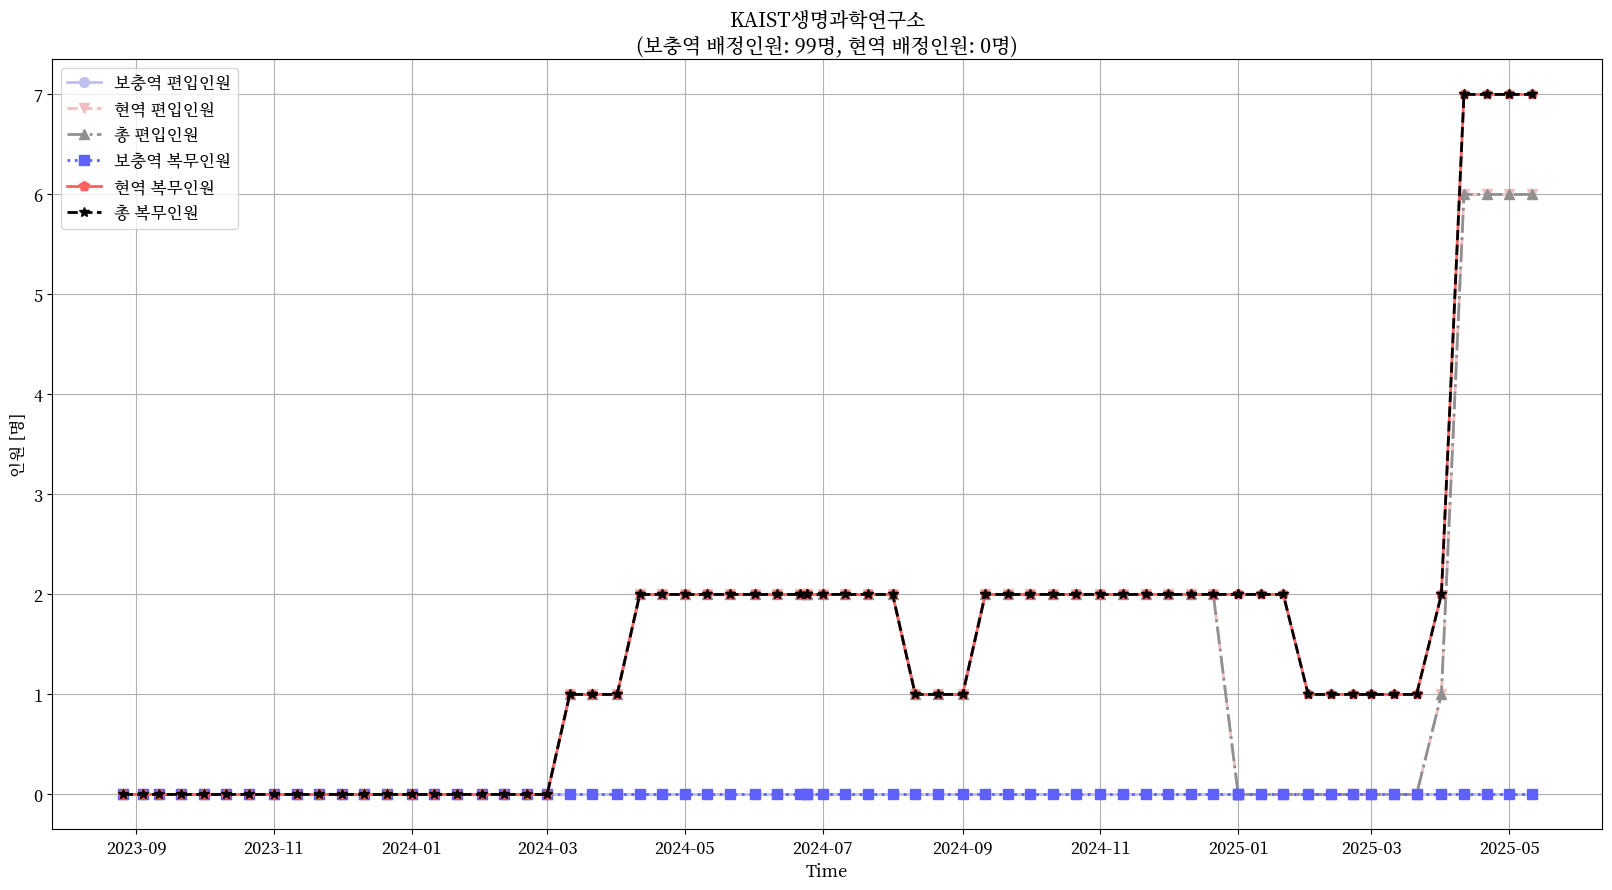 KAIST생명과학연구소
(보충역 배정인원: 99명, 현역 배정인원: 0명)
보충역 편입인원
현역 편입인원
총 편입인원
보충역 복무인원
현역 복무인원
총 복무인원
7
6
5
4
3
2
1
0
인원 [명]
2023-09 2023-11 2024-01 2024-03 2024-05 2024-07 2024-09 2024-11 2025-01 2025-03 2025-05
Time